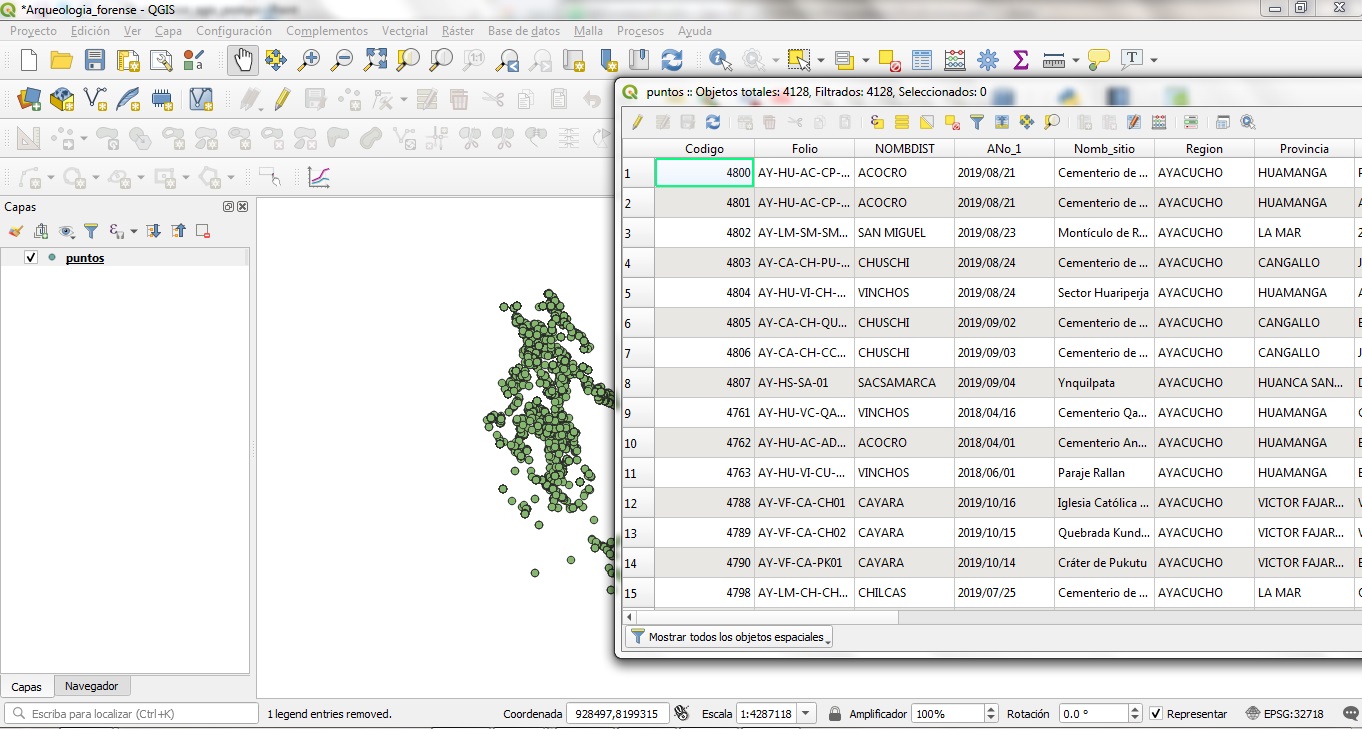 *Arqueologia_forense - QGIS
Proyecto Edición Ver Capa Configuración Complementos Vectorial Ráster Base de datos Malla Procesos Ayuda
puntos :: Objetos totales: 4128, Filtrados: 4128, Seleccionados: 0
Codigo Folio NOMBDIST ANo_1 Nomb_sitio Region Provincia
1 4800 AY-HU-AC-CP-... ACOCRO 2019/08/21 Cementerio de ... AYACUCHO HUAMANGA
2 4801 AY-HU-AC-CP-... ACOCRO 2019/08/21 Cementerio de ... AYACUCHO HUAMANGA
3 4802 AY-LM-SM-SM... SAN MIGUEL 2019/08/23 Montículo de R... AYACUCHO LA MAR
4 4803 AY-CA-CH-PU-... CHUSCHI 2019/08/24 Cementerio de ... AYACUCHO CANGALLO
5 4804 AY-HU-VI-CH-... VINCHOS 2019/08/24 Sector Huariperja AYACUCHO HUAMANGA
6 4805 AY-CA-CH-QU... CHUSCHI 2019/09/02 Cementerio de ... AYACUCHO CANGALLO
7 4806 AY-CA-CH-CC... CHUSCHI 2019/09/03 Cementerio de ... AYACUCHO CANGALLO
8 4807 AY-HS-SA-01 SACSAMARCA 2019/09/04 Ynquilpata AYACUCHO HUANCA SAN...
9 4761 AY-HU-VC-QA... VINCHOS 2018/04/16 Cementerio Qa... AYACUCHO HUAMANGA
10 4762 AY-HU-AC-AD... ACOCRO 2018/04/01 Cementerio An... AYACUCHO HUAMANGA
11 4763 AY-HU-VI-CU-... VINCHOS 2018/06/01 Paraje Rallan AYACUCHO HUAMANGA
12 4788 AY-VF-CA-CH01 CAYARA 2019/10/16 Iglesia Católica ... AYACUCHO VICTOR FAJAR...
13 4789 AY-VF-CA-CH02 CAYARA 2019/10/15 Quebrada Kund... AYACUCHO VICTOR FAJAR...
14 4790 AY-VF-CA-PK01 CAYARA 2019/10/14 Cráter de Pukutu AYACUCHO VICTOR FAJAR...
15 4798 AY-LM-CH-CH... CHILCAS 2019/07/25 Cementerio de ... AYACUCHO LA MAR
Mostrar todos los objetos espaciales
Capas
puntos
Capas Navegador
Escriba para localizar (Ctrl+K) 1 legend entries removed. Coordenada 928497,8199315 Escala 1:4287118 Amplificador 100% Rotación 0.0 ° Representar EPSG:32718